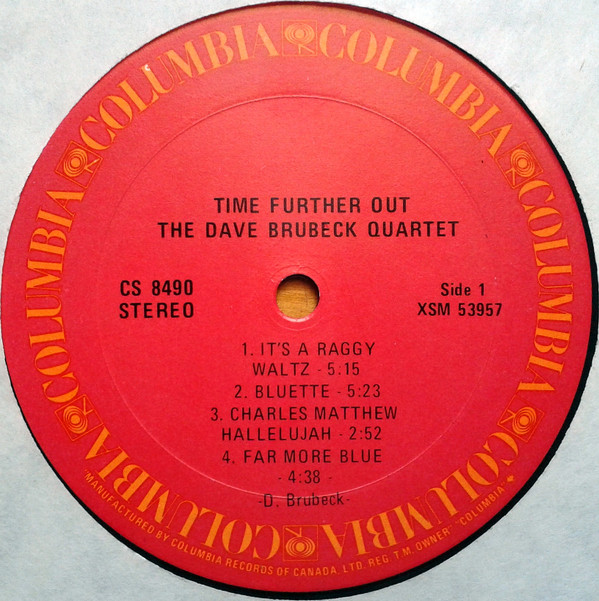 COLUMBIA COLUMBIA COLUMBIA COLUMBIA COLUMBIA COLUMBIA
TIME FURTHER OUT
THE DAVE BRUBECK QUARTET
CS 8490
STEREO
Side 1
XSM 53957
1. IT'S A RAGGY
WALTZ - 5:15
2. BLUETTE - 5:23
3. CHARLES MATTHEW
HALLELUJAH - 2:52
4. FAR MORE BLUE
- 4:38 -
-D. Brubeck-
MANUFACTURED BY COLUMBIA RECORDS OF CANADA, LTD. REG. T.M. OWNER "COLUMBIA"